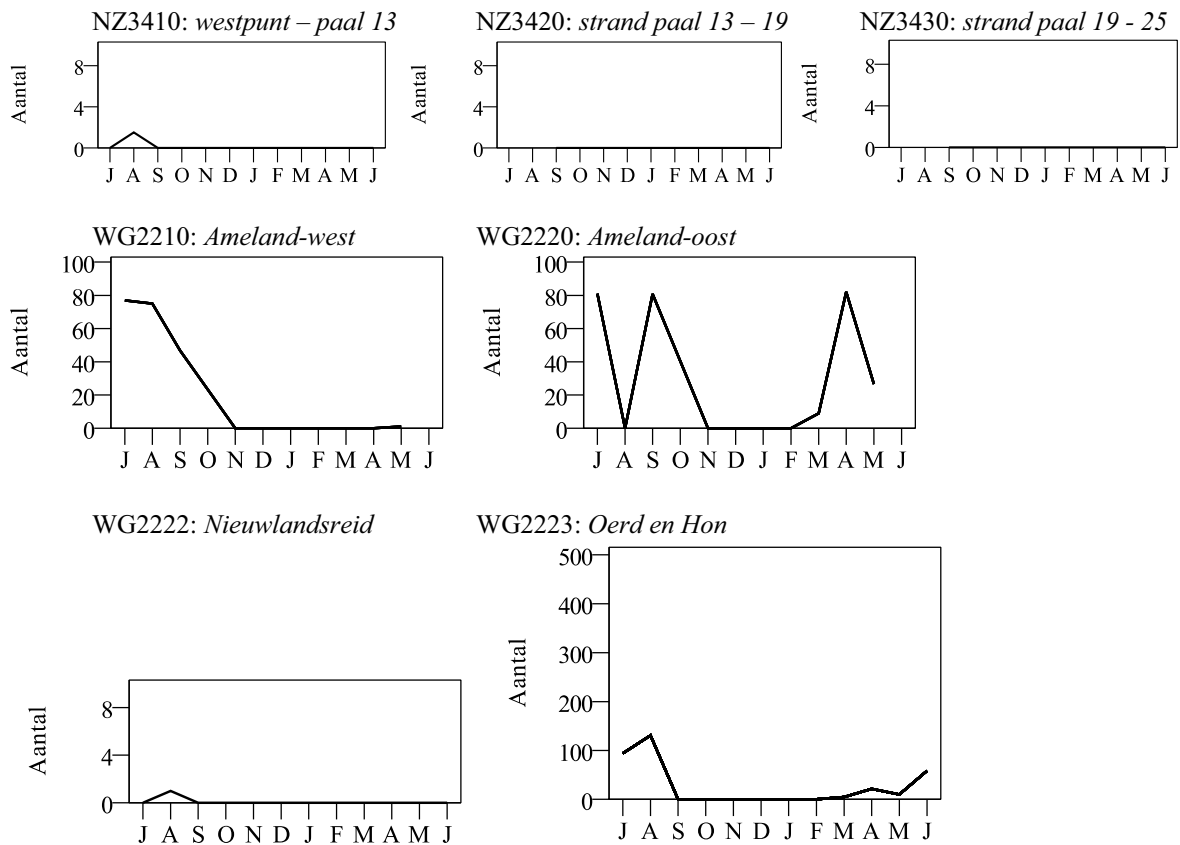 NZ3410: westpunt – paal 13
NZ3420: strand paal 13 – 19
NZ3430: strand paal 19 - 25
Aantal
8
4
0
J A S O N D J F M A M J
Aantal
8
4
0
J A S O N D J F M A M J
Aantal
8
4
0
J A S O N D J F M A M J
WG2210: Ameland-west
WG2220: Ameland-oost
Aantal
100
80
60
40
20
0
J A S O N D J F M A M J
Aantal
100
80
60
40
20
0
J A S O N D J F M A M J
WG2222: Nieuwlandsreid
WG2223: Oerd en Hon
Aantal
8
4
0
J A S O N D J F M A M J
Aantal
500
400
300
200
100
0
J A S O N D J F M A M J